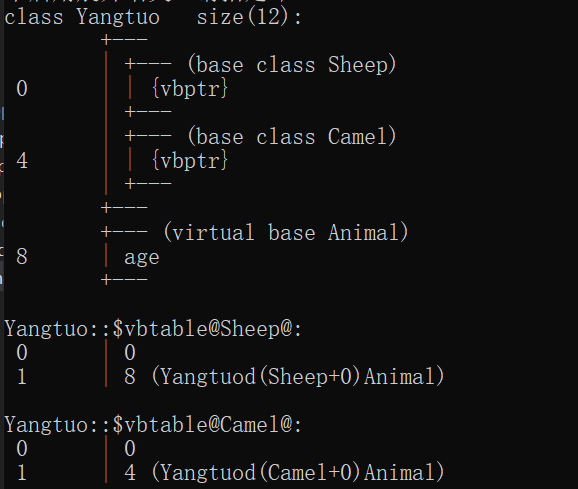 class Yangtuo   size(12):
        +---
        | +--- (base class Sheep)
 0      | | {vbptr}
        | +---
        | +--- (base class Camel)
 4      | | {vbptr}
        | +---
        +---
        +--- (virtual base Animal)
 8      | age
        +---
Yangtuo::$vbtable@Sheep@:
 0      | 0
 1      | 8 (Yangtuod(Sheep+0)Animal)
Yangtuo::$vbtable@Camel@:
 0      | 0
 1      | 4 (Yangtuod(Camel+0)Animal)